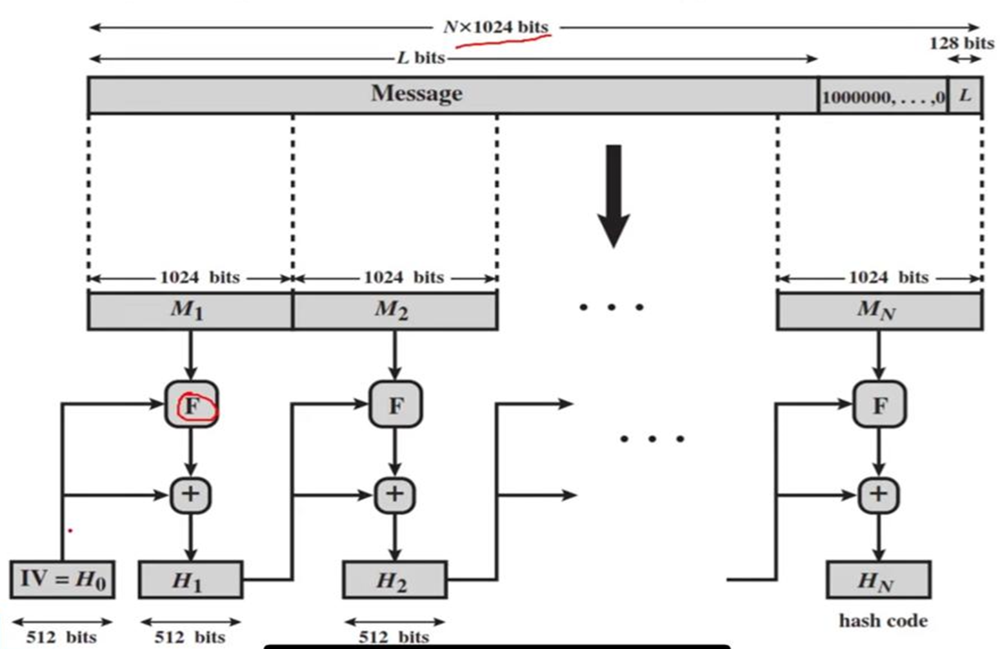 N×1024 bits
128 bits
L bits
Message
1000000, . . . ,0
L
1024 bits
1024 bits
1024 bits
M1
M2
. . .
MN
F
F
F
. . .
+
+
+
IV = H0
H1
H2
HN
hash code
512 bits
512 bits
512 bits